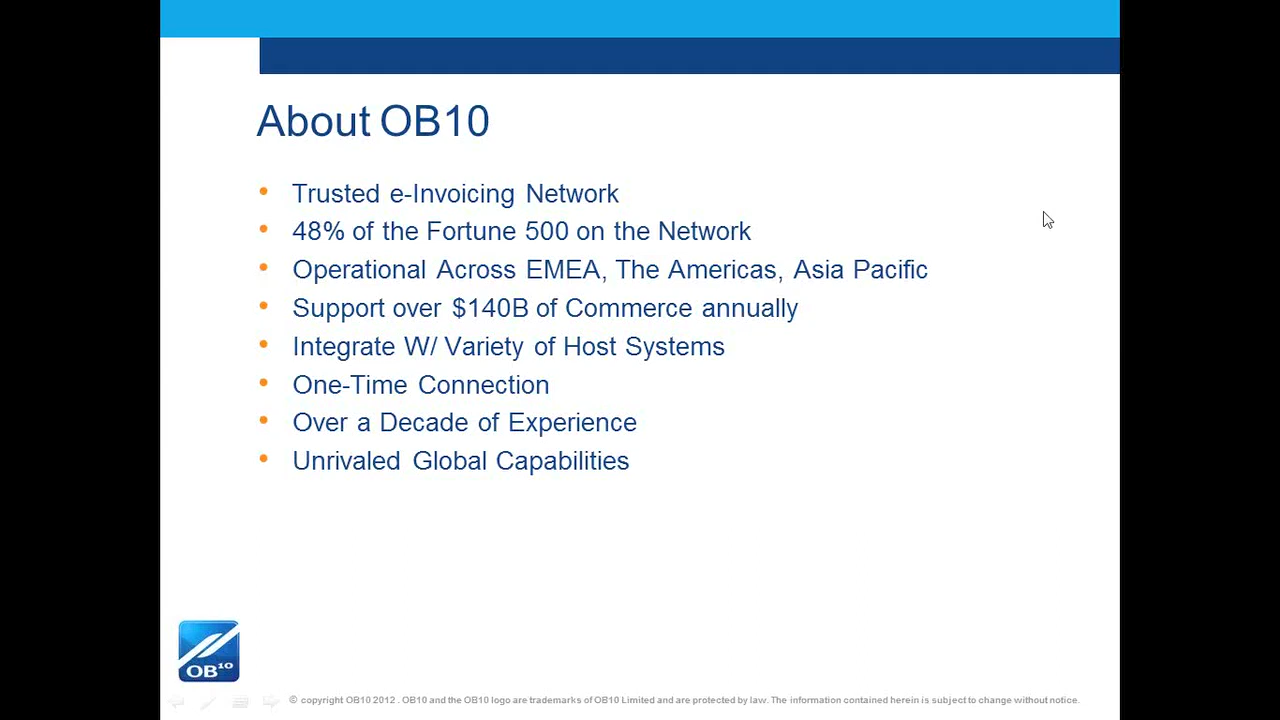 About OB10
• Trusted e-Invoicing Network
• 48% of the Fortune 500 on the Network
• Operational Across EMEA, The Americas, Asia Pacific
• Support over $140B of Commerce annually
• Integrate W/ Variety of Host Systems
• One-Time Connection
• Over a Decade of Experience
• Unrivaled Global Capabilities
OB10
© copyright OB10 2012 . OB10 and the OB10 logo are trademarks of OB10 Limited and are protected by law. The information contained herein is subject to change without notice.